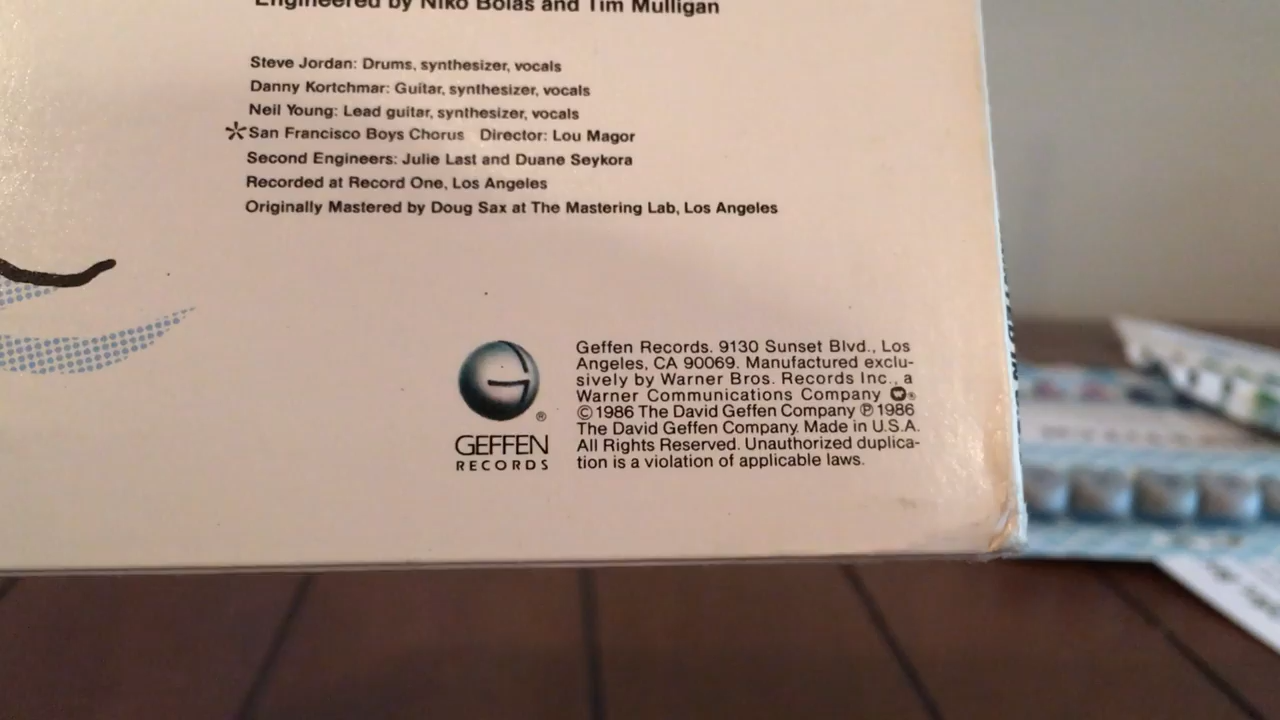 Engineered by Niko Bolas and Tim Mulligan
Steve Jordan: Drums, synthesizer, vocals
Danny Kortchmar: Guitar, synthesizer, vocals
Neil Young: Lead guitar, synthesizer, vocals
*San Francisco Boys Chorus Director: Lou Magor
Second Engineers: Julie Last and Duane Seykora
Recorded at Record One, Los Angeles
Originally Mastered by Doug Sax at The Mastering Lab, Los Angeles
G
®
GEFFEN
RECORDS
Geffen Records. 9130 Sunset Blvd., Los
Angeles, CA 90069. Manufactured exclu-
sively by Warner Bros. Records Inc., a
Warner Communications Company ®
© 1986 The David Geffen Company ℗ 1986
The David Geffen Company. Made in U.S.A.
All Rights Reserved. Unauthorized duplica-
tion is a violation of applicable laws.